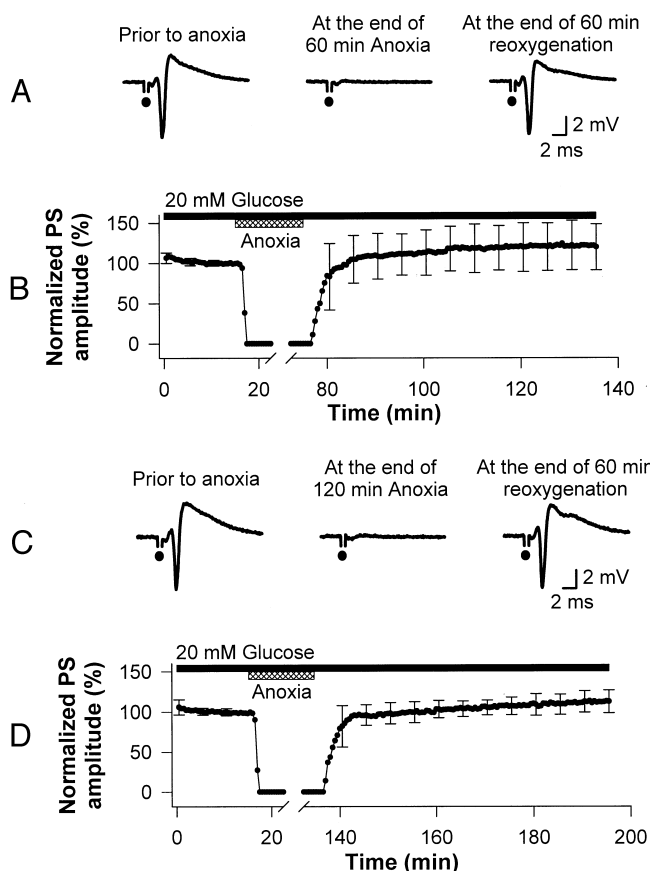 Prior to anoxia
At the end of
60 min Anoxia
At the end of 60 min
reoxygenation
A
2 mV
2 ms
B
Normalized PS
amplitude (%)
20 mM Glucose
Anoxia
150
100
50
0
0
20
80
100
120
140
Time (min)
Prior to anoxia
At the end of
120 min Anoxia
At the end of 60 min
reoxygenation
C
2 mV
2 ms
D
Normalized PS
amplitude (%)
20 mM Glucose
Anoxia
150
100
50
0
0
20
140
160
180
200
Time (min)